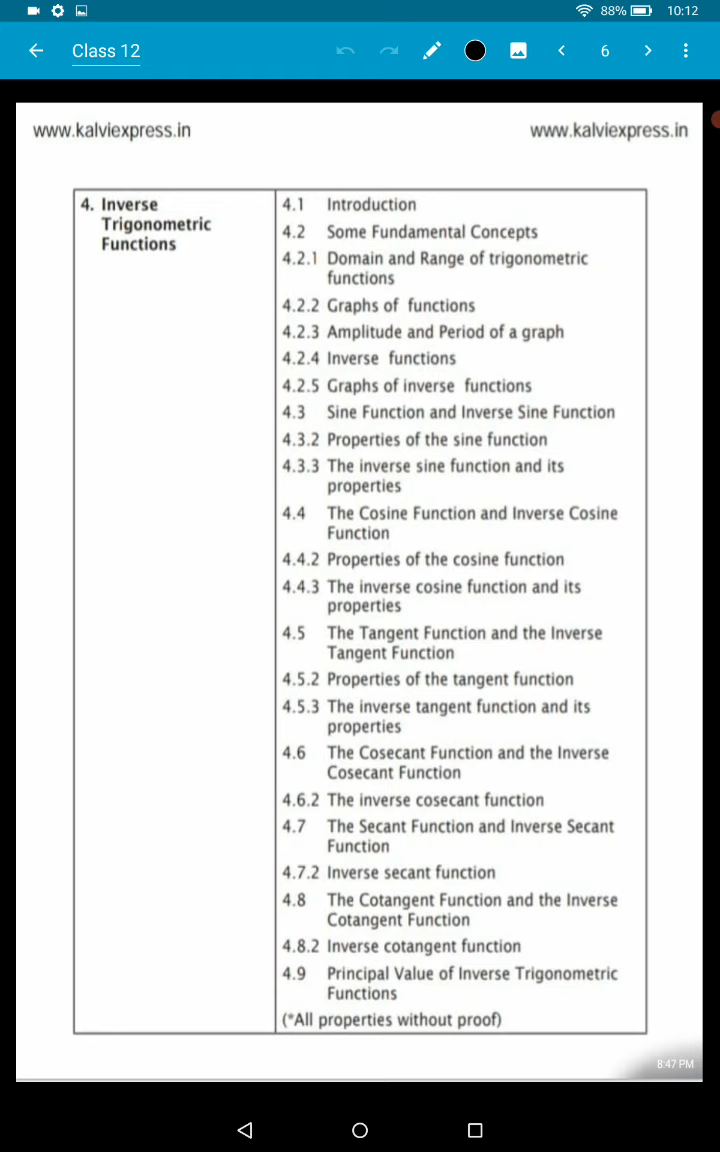 88% 10:12
Class 12 6
www.kalviexpress.in www.kalviexpress.in
4. Inverse
Trigonometric
Functions
4.1 Introduction
4.2 Some Fundamental Concepts
4.2.1 Domain and Range of trigonometric
functions
4.2.2 Graphs of functions
4.2.3 Amplitude and Period of a graph
4.2.4 Inverse functions
4.2.5 Graphs of inverse functions
4.3 Sine Function and Inverse Sine Function
4.3.2 Properties of the sine function
4.3.3 The inverse sine function and its
properties
4.4 The Cosine Function and Inverse Cosine
Function
4.4.2 Properties of the cosine function
4.4.3 The inverse cosine function and its
properties
4.5 The Tangent Function and the Inverse
Tangent Function
4.5.2 Properties of the tangent function
4.5.3 The inverse tangent function and its
properties
4.6 The Cosecant Function and the Inverse
Cosecant Function
4.6.2 The inverse cosecant function
4.7 The Secant Function and Inverse Secant
Function
4.7.2 Inverse secant function
4.8 The Cotangent Function and the Inverse
Cotangent Function
4.8.2 Inverse cotangent function
4.9 Principal Value of Inverse Trigonometric
Functions
(*All properties without proof)
8:47 PM